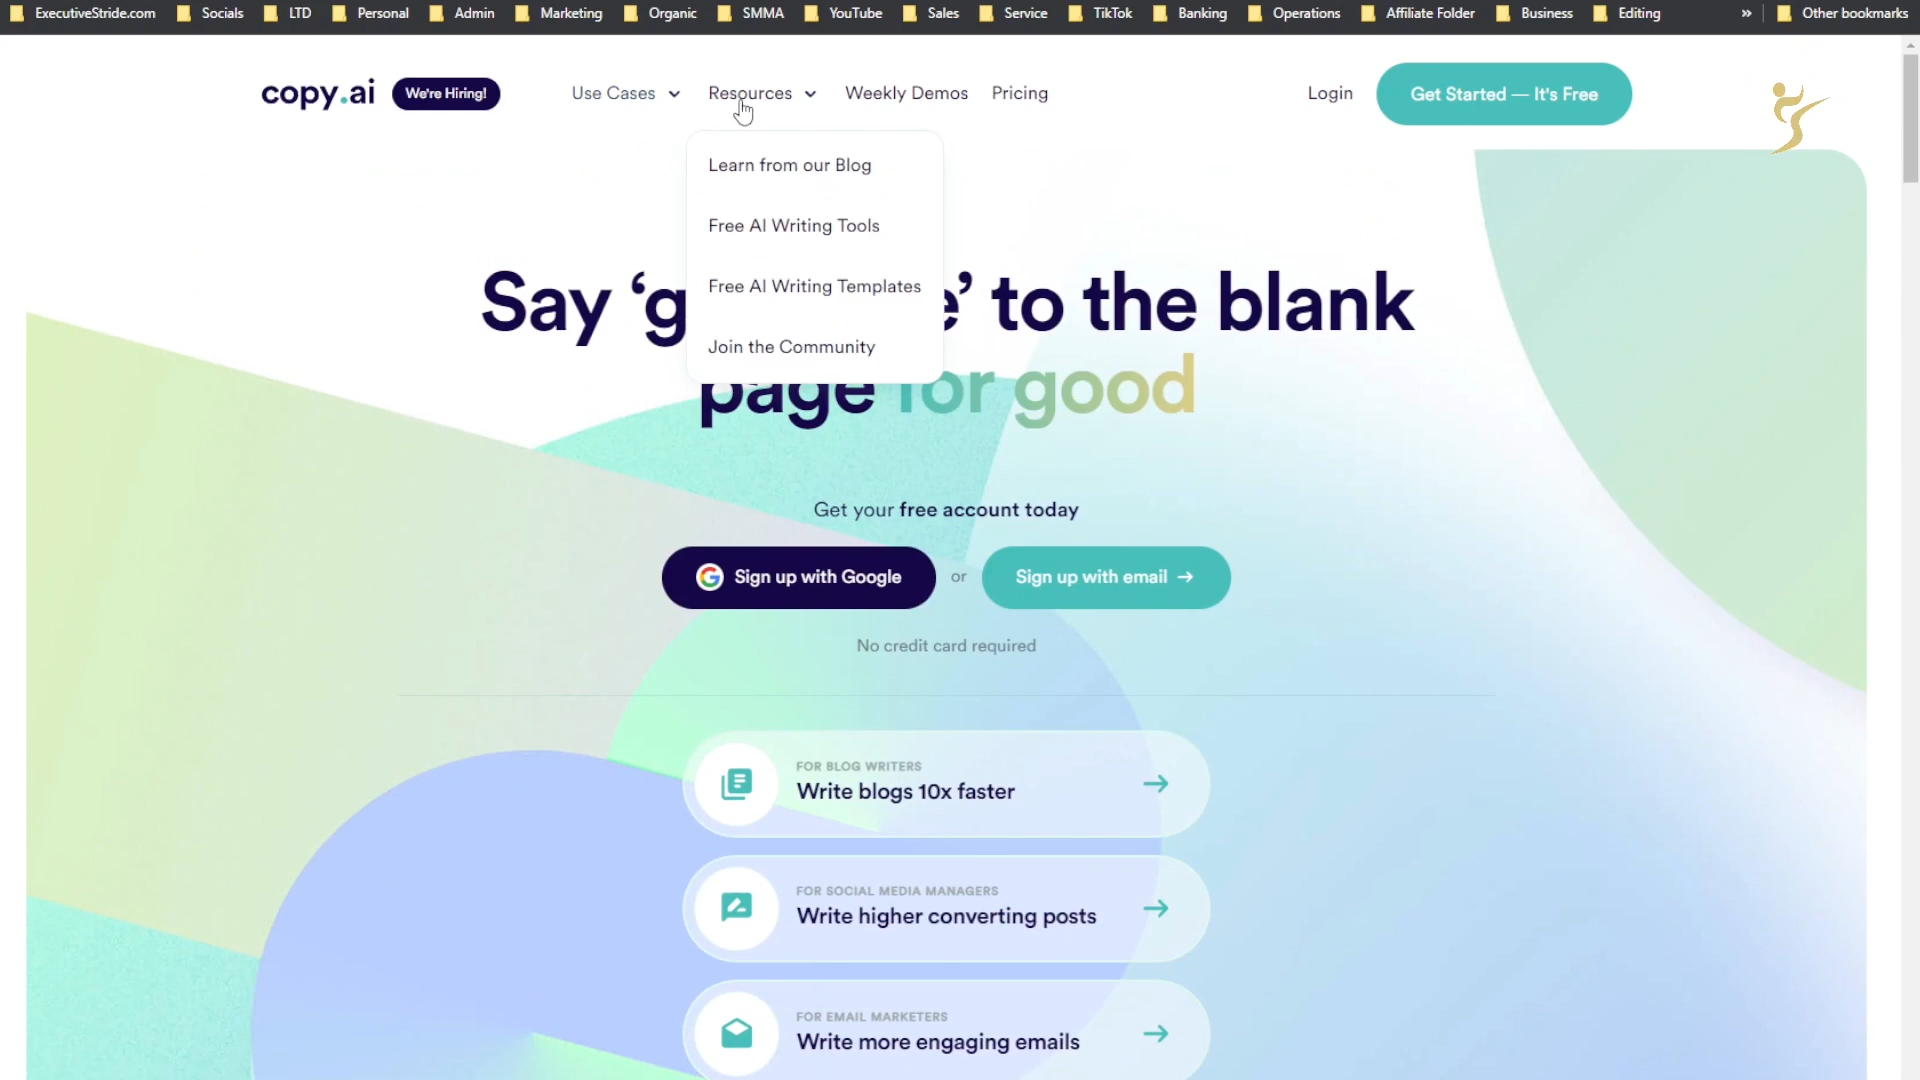 ExecutiveStride.com Socials LTD Personal Admin Marketing Organic SMMA YouTube Sales Service TikTok Banking Operations Affiliate Folder Business Editing » Other bookmarks
copy.ai We're Hiring! Use Cases Resources Weekly Demos Pricing Login Get Started — It's Free
Learn from our Blog
Free AI Writing Tools
Free AI Writing Templates
Join the Community
Say ‘g e’ to the blank
page for good
Get your free account today
Sign up with Google or Sign up with email →
No credit card required
FOR BLOG WRITERS
Write blogs 10x faster
FOR SOCIAL MEDIA MANAGERS
Write higher converting posts
FOR EMAIL MARKETERS
Write more engaging emails